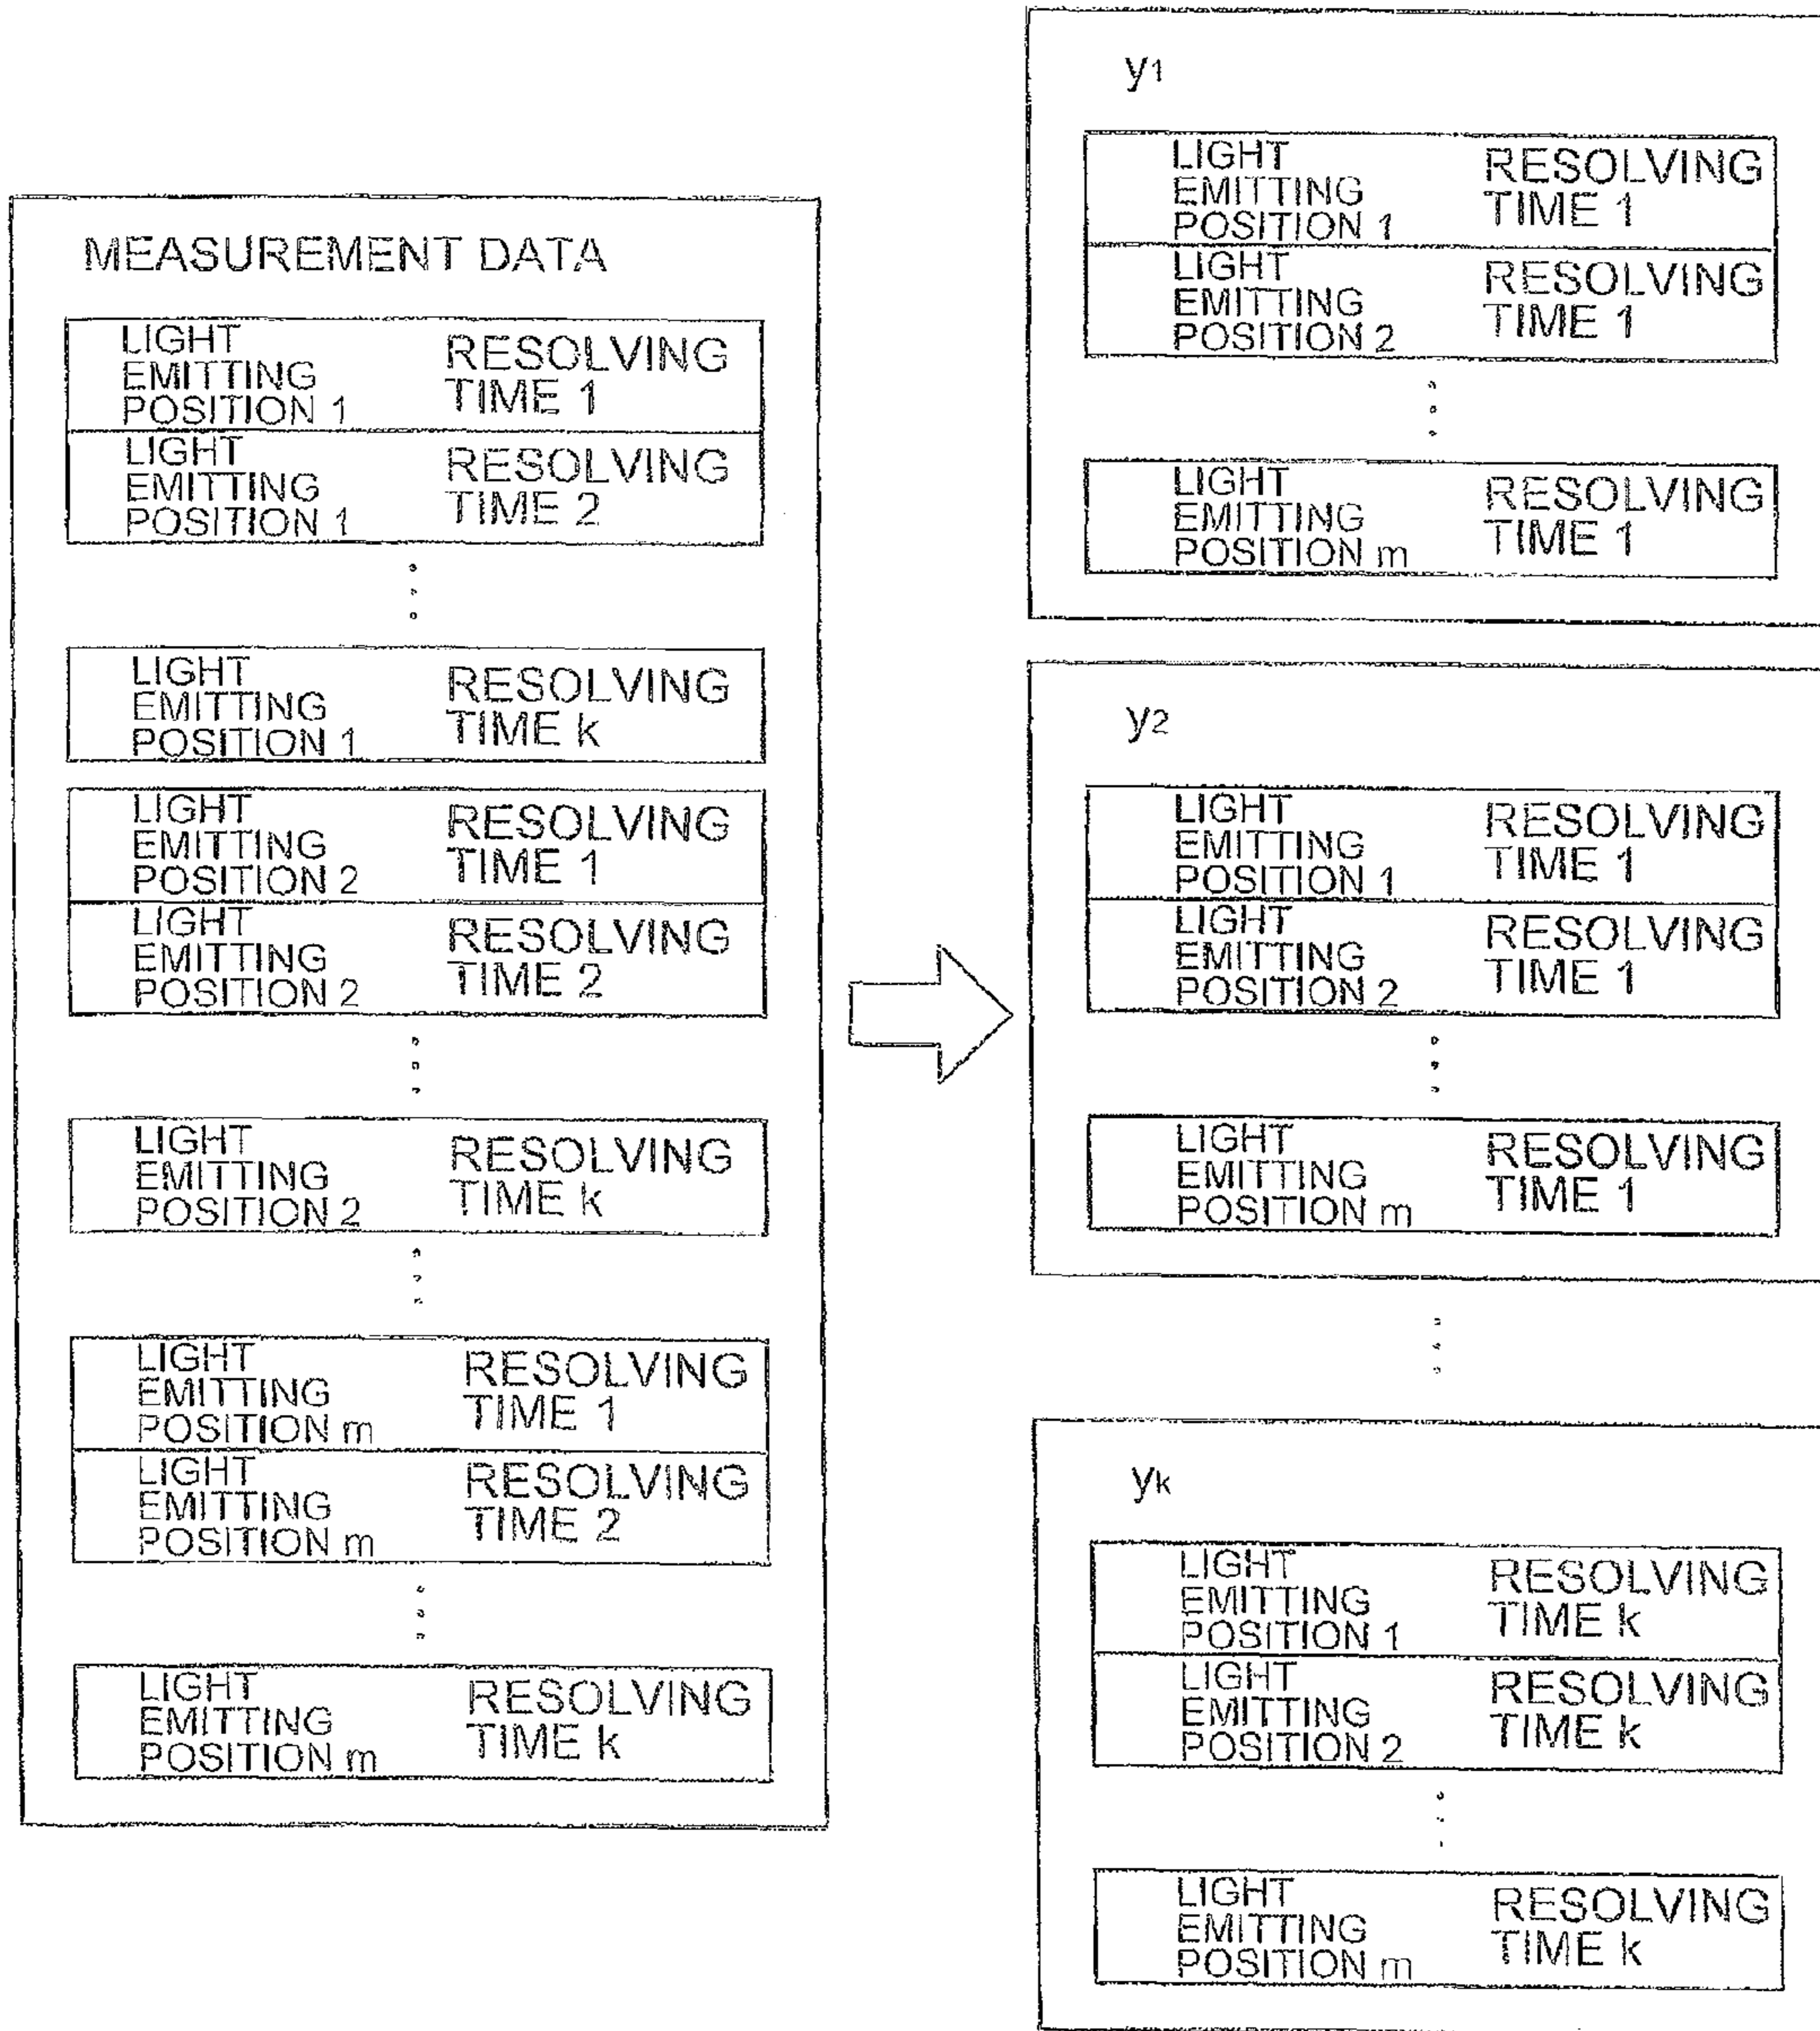 MEASUREMENT DATA
LIGHT
EMITTING
POSITION 1
RESOLVING
TIME 1
LIGHT
EMITTING
POSITION 1
RESOLVING
TIME 2
LIGHT
EMITTING
POSITION 1
RESOLVING
TIME k
LIGHT
EMITTING
POSITION 2
RESOLVING
TIME 1
LIGHT
EMITTING
POSITION 2
RESOLVING
TIME 2
LIGHT
EMITTING
POSITION 2
RESOLVING
TIME k
LIGHT
EMITTING
POSITION m
RESOLVING
TIME 1
LIGHT
EMITTING
POSITION m
RESOLVING
TIME 2
LIGHT
EMITTING
POSITION m
RESOLVING
TIME k
y1
LIGHT
EMITTING
POSITION 1
RESOLVING
TIME 1
LIGHT
EMITTING
POSITION 2
RESOLVING
TIME 1
LIGHT
EMITTING
POSITION m
RESOLVING
TIME 1
y2
LIGHT
EMITTING
POSITION 1
RESOLVING
TIME 1
LIGHT
EMITTING
POSITION 2
RESOLVING
TIME 1
LIGHT
EMITTING
POSITION m
RESOLVING
TIME 1
yk
LIGHT
EMITTING
POSITION 1
RESOLVING
TIME k
LIGHT
EMITTING
POSITION 2
RESOLVING
TIME k
LIGHT
EMITTING
POSITION m
RESOLVING
TIME k